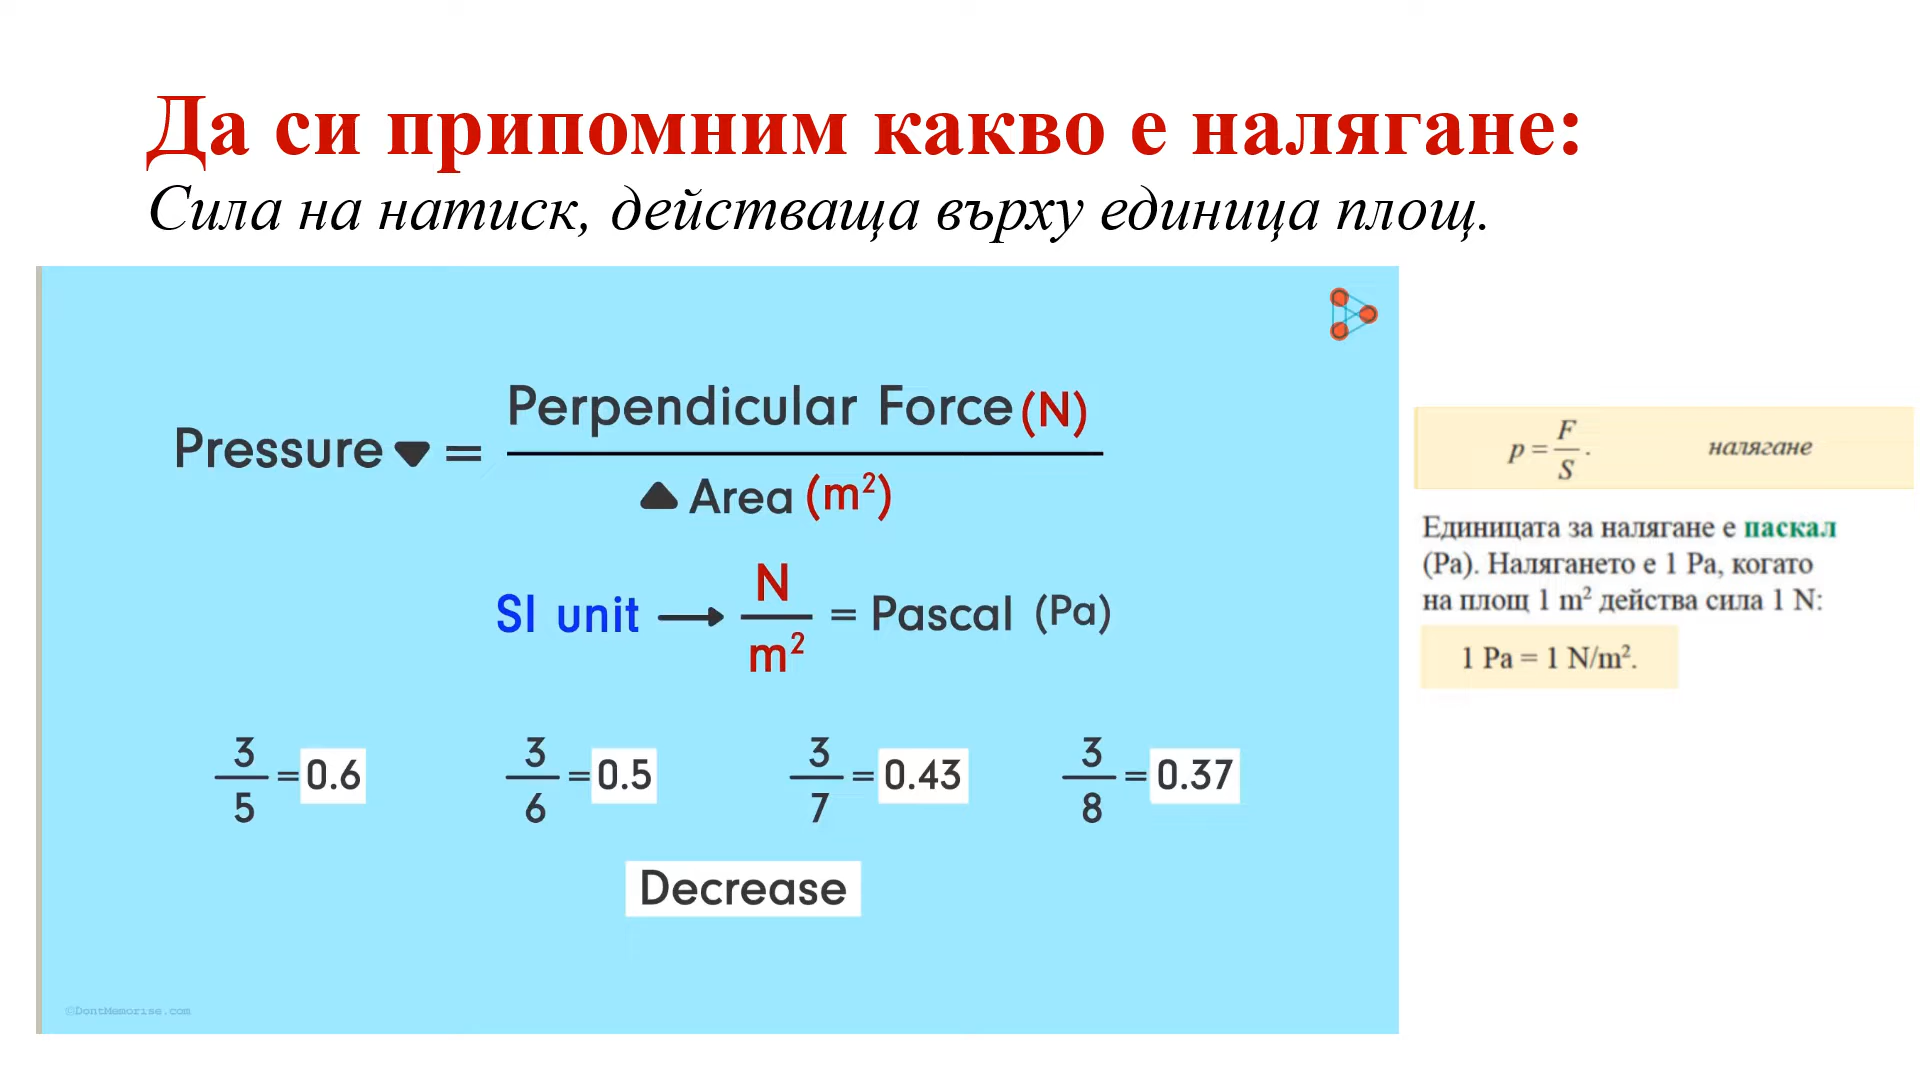 Да си припомним какво е налягане:
Сила на натиск, действаща върху единица площ.
Pressure = Perpendicular Force (N)
Area (m²)
SI unit → N/m² = Pascal (Pa)
3/5 = 0.6 3/6 = 0.5 3/7 = 0.43 3/8 = 0.37
Decrease
©DontMemorise.com
p = F/S. налягане
Единицата за налягане е паскал
(Pa). Налягането е 1 Pa, когато
на площ 1 m² действа сила 1 N:
1 Pa = 1 N/m².